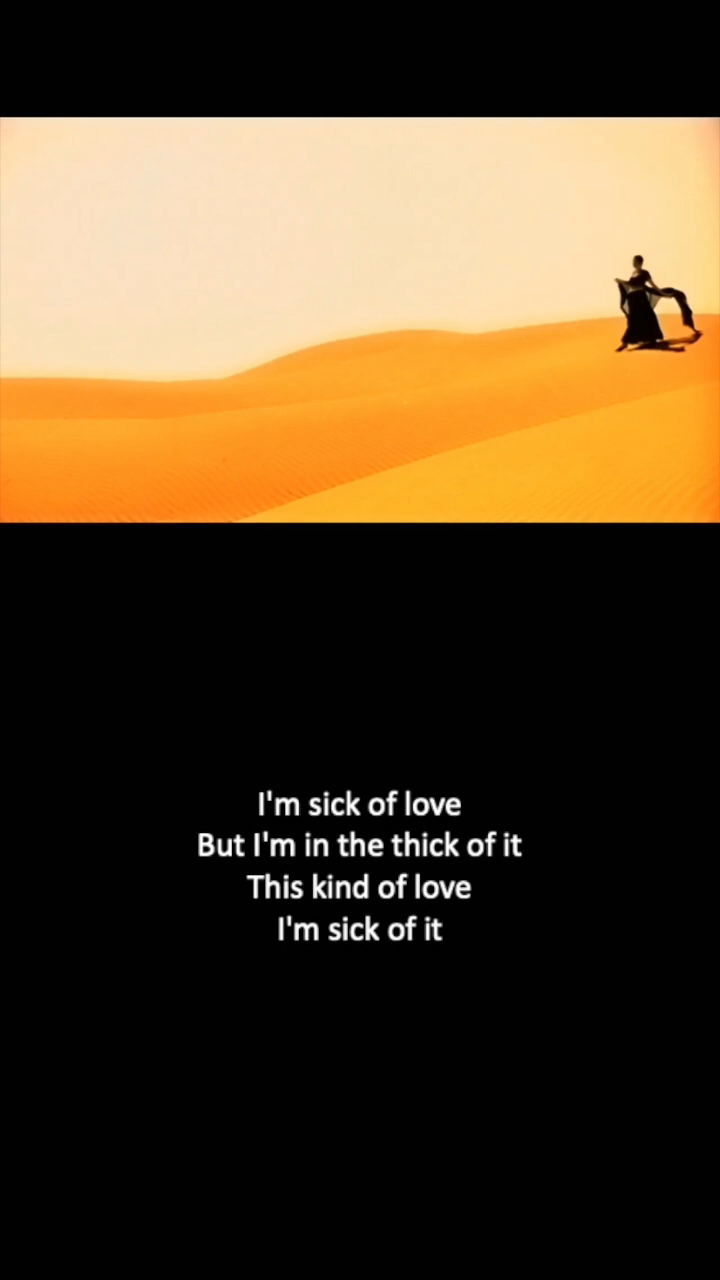 I'm sick of love
But I'm in the thick of it
This kind of love
I'm sick of it